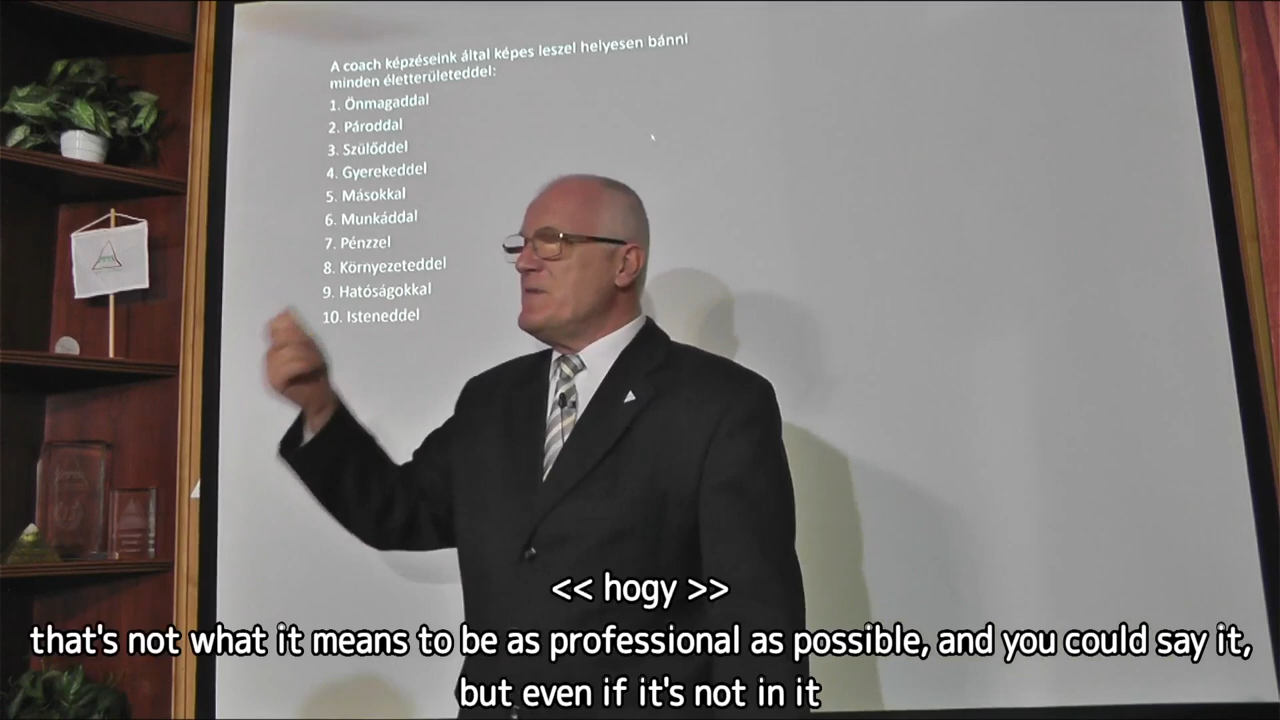 A coach képzéseink által képes leszel helyesen bánni
minden életterületeddel:
1. Önmagaddal
2. Pároddal
3. Szülőddel
4. Gyerekeddel
5. Másokkal
6. Munkáddal
7. Pénzzel
8. Környezeteddel
9. Hatóságokkal
10. Isteneddel
<< hogy >>
that's not what it means to be as professional as possible, and you could say it,
but even if it's not in it